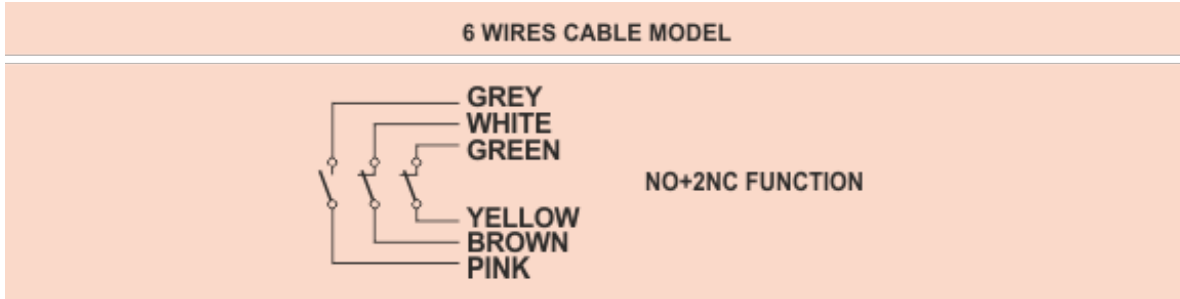 6 WIRES CABLE MODEL
GREY
WHITE
GREEN
NO+2NC FUNCTION
YELLOW
BROWN
PINK